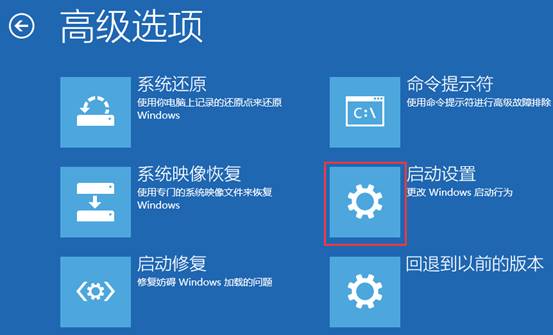 高级选项
系统还原
使用你电脑上记录的还原点来还原
Windows
命令提示符
使用命令提示符进行高级故障排除
C:\
系统映像恢复
使用专门的系统映像文件来恢复
Windows
启动设置
更改 Windows 启动行为
启动修复
修复妨碍 Windows 加载的问题
回退到以前的版本